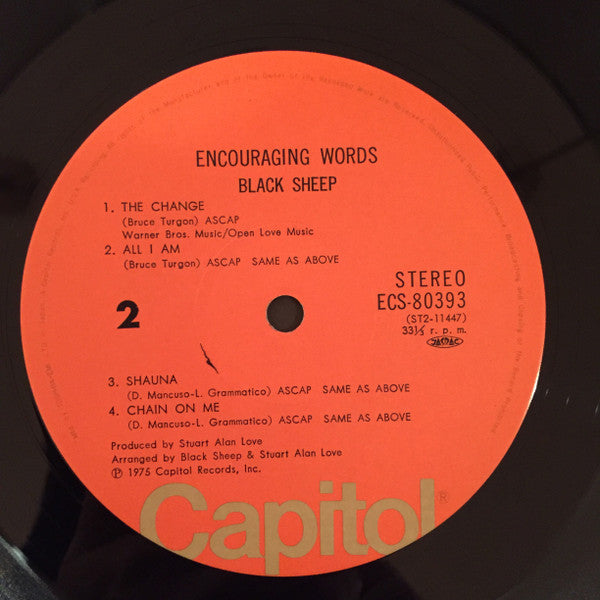 ENCOURAGING WORDS
BLACK SHEEP
1. THE CHANGE
(Bruce Turgon) ASCAP
Warner Bros. Music/Open Love Music
2. ALL I AM
(Bruce Turgon) ASCAP SAME AS ABOVE
STEREO
ECS-80393
(ST2-11447)
33⅓ r. p. m.
JASRAC
2
3. SHAUNA
(D. Mancuso-L. Grammatico) ASCAP SAME AS ABOVE
4. CHAIN ON ME
(D. Mancuso-L. Grammatico) ASCAP SAME AS ABOVE
Produced by Stuart Alan Love
Arranged by Black Sheep & Stuart Alan Love
℗ 1975 Capitol Records, Inc.
Capitol®